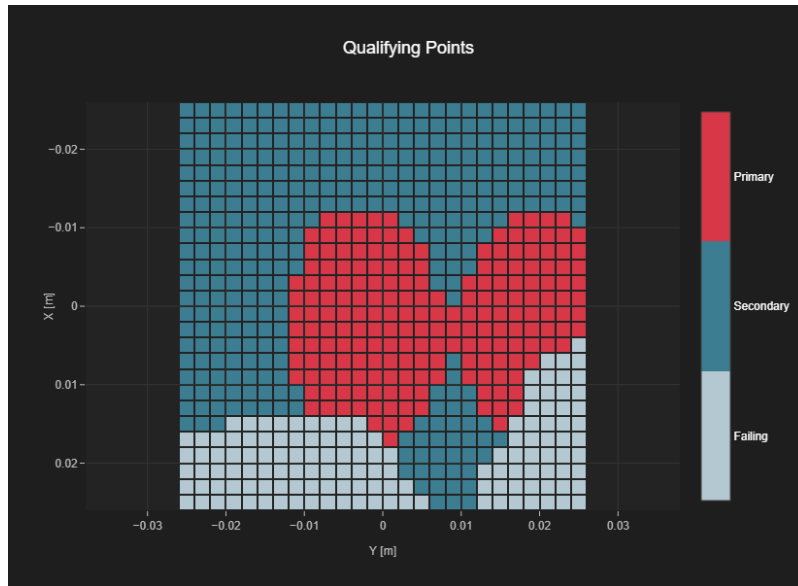 Qualifying Points
−0.02
−0.01
0
0.01
0.02
X [m]
−0.03
−0.02
−0.01
0
0.01
0.02
0.03
Y [m]
Primary
Secondary
Failing